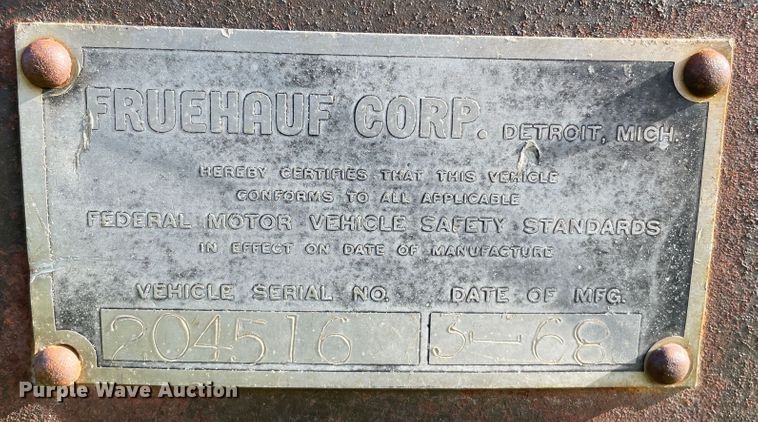 FRUEHAUF CORP. DETROIT, MICH.
HEREBY CERTIFIES THAT THIS VEHICLE
CONFORMS TO ALL APPLICABLE
FEDERAL MOTOR VEHICLE SAFETY STANDARDS
IN EFFECT ON DATE OF MANUFACTURE
VEHICLE SERIAL NO. DATE OF MFG.
204516 3-68
Purple Wave Auction